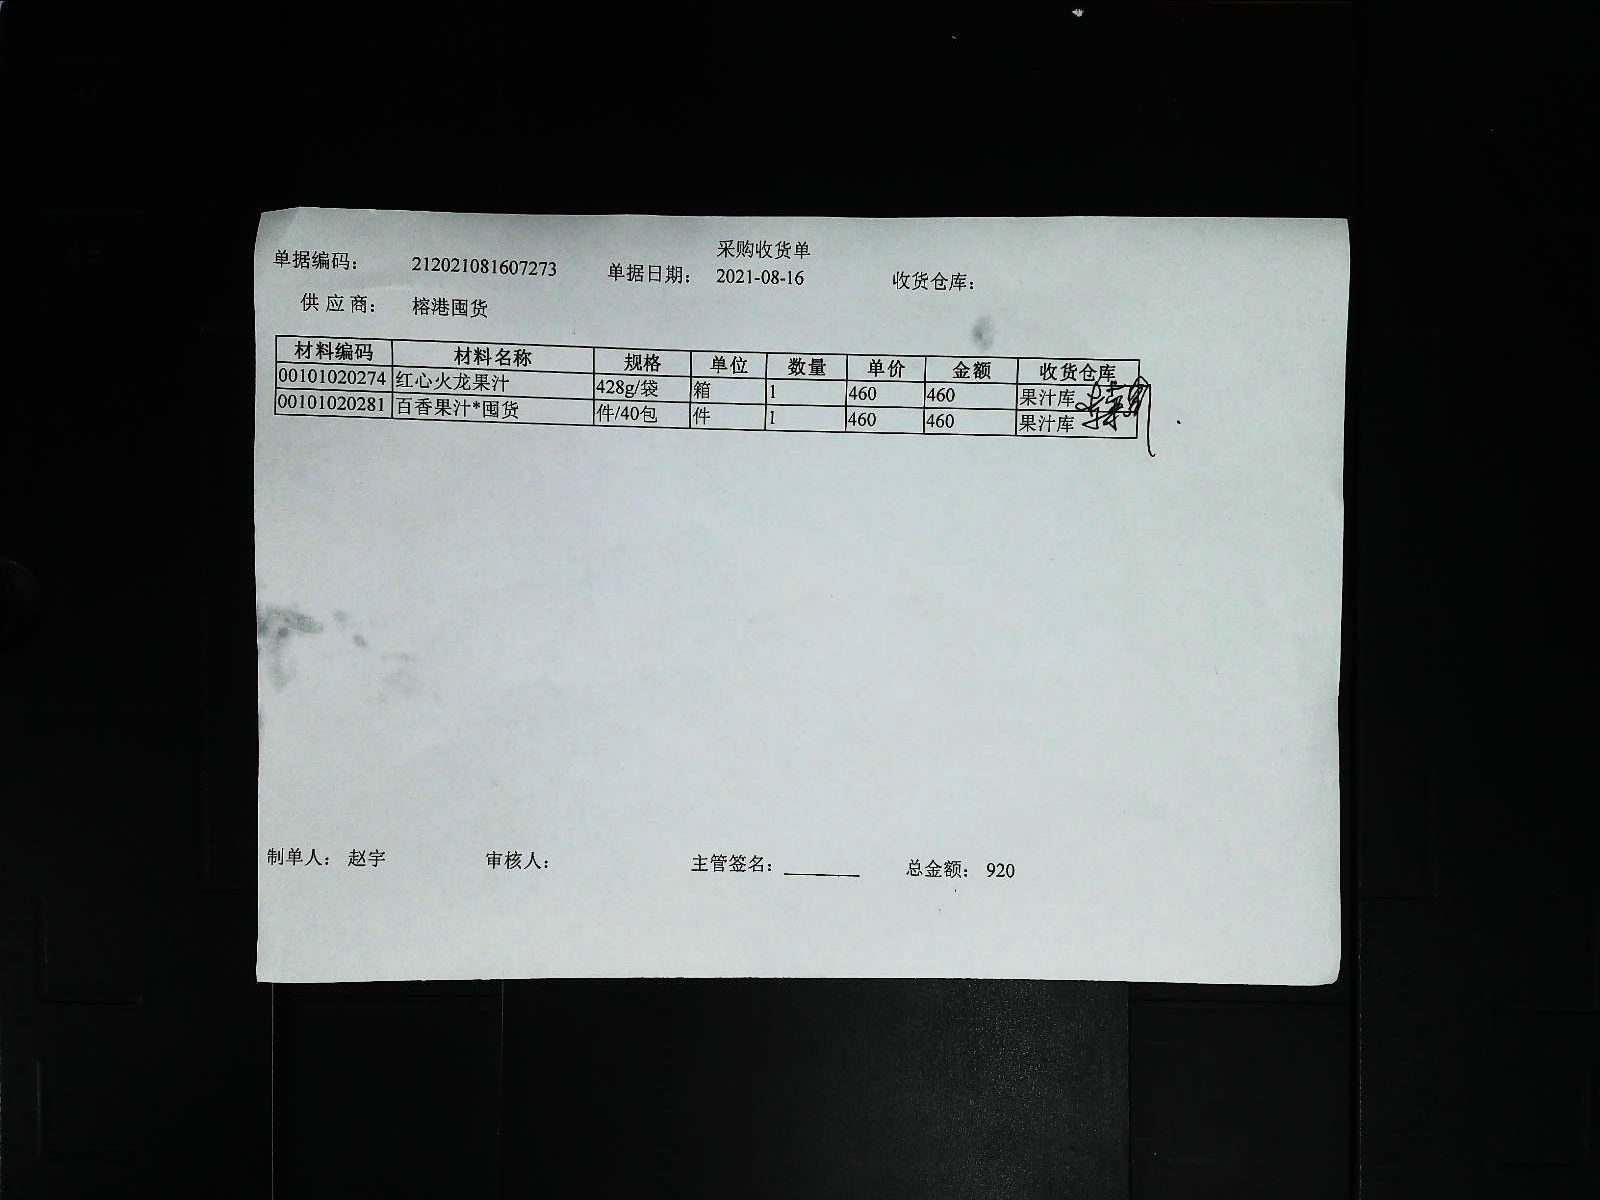 采购收货单
单据编码： 212021081607273 单据日期： 2021-08-16 收货仓库：
供 应 商： 榕港囤货
材料编码 材料名称 规格 单位 数量 单价 金额 收货仓库
00101020274 红心火龙果汁 428g/袋 箱 1 460 460 果汁库
00101020281 百香果汁*囤货 件/40包 件 1 460 460 果汁库
制单人： 赵宇 审核人： 主管签名： 总金额： 920